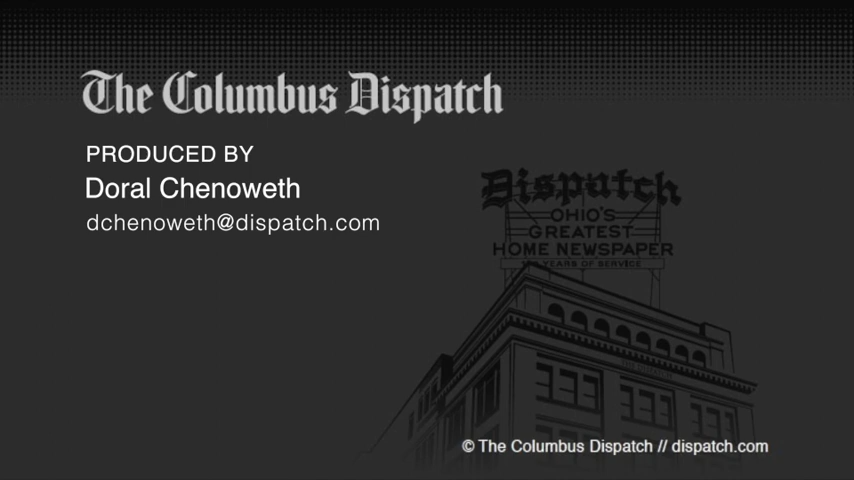 The Columbus Dispatch
PRODUCED BY
Doral Chenoweth
dchenoweth@dispatch.com
Dispatch
OHIO'S
GREATEST
HOME NEWSPAPER
YEARS OF SERVICE
© The Columbus Dispatch // dispatch.com